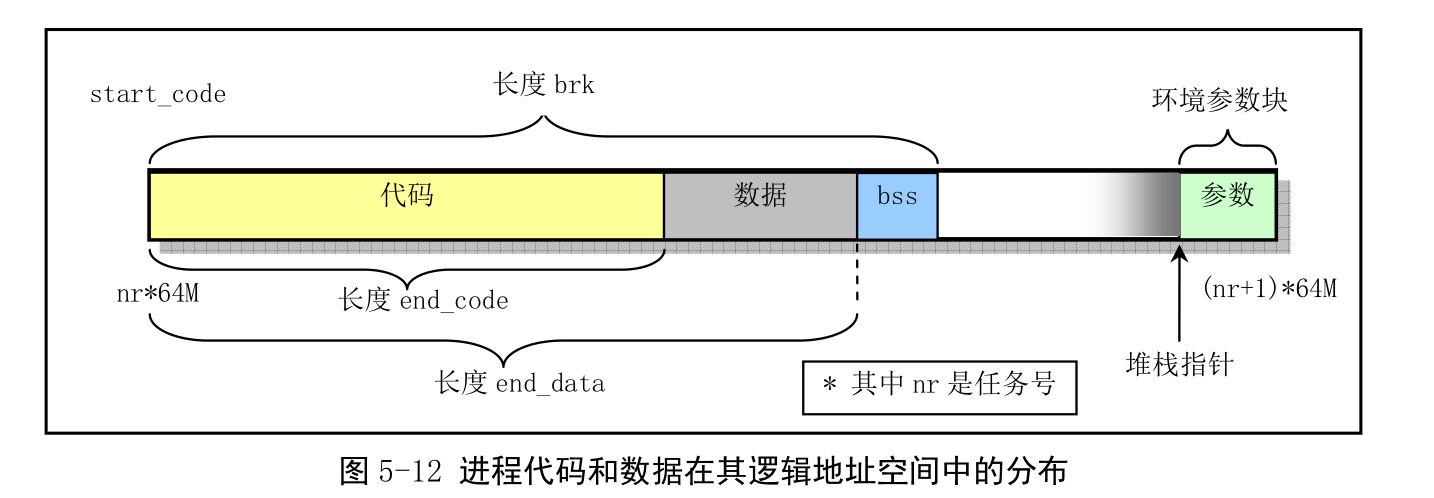 start_code
长度 brk
环境参数块
代码
数据
bss
参数
nr*64M
长度 end_code
(nr+1)*64M
长度 end_data
堆栈指针
* 其中 nr 是任务号
图 5-12 进程代码和数据在其逻辑地址空间中的分布